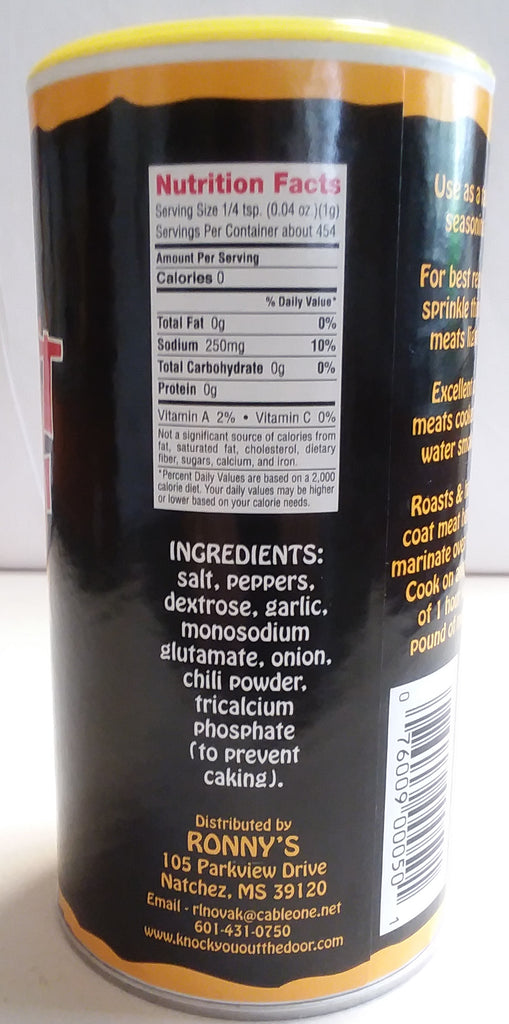 Nutrition Facts
Serving Size 1/4 tsp. (0.04 oz.)(1g)
Servings Per Container about 454
Amount Per Serving
Calories 0
% Daily Value*
Total Fat 0g 0%
Sodium 250mg 10%
Total Carbohydrate 0g 0%
Protein 0g
Vitamin A 2% • Vitamin C 0%
Not a significant source of calories from
fat, saturated fat, cholesterol, dietary
fiber, sugars, calcium, and iron.
*Percent Daily Values are based on a 2,000
calorie diet. Your daily values may be higher
or lower based on your calorie needs.
INGREDIENTS:
salt, peppers,
dextrose, garlic,
monosodium
glutamate, onion,
chili powder,
tricalcium
phosphate
(to prevent
caking).
Distributed by
RONNY'S
105 Parkview Drive
Natchez, MS 39120
Email - rlnovak@cableone.net
601-431-0750
www.knockyououtthedoor.com
Use as a
For best
sprinkle
meats
Excellent
meats
water
Roasts &
coat meat
marinate
Cook on
of 1
pound
0 76009 00050 1